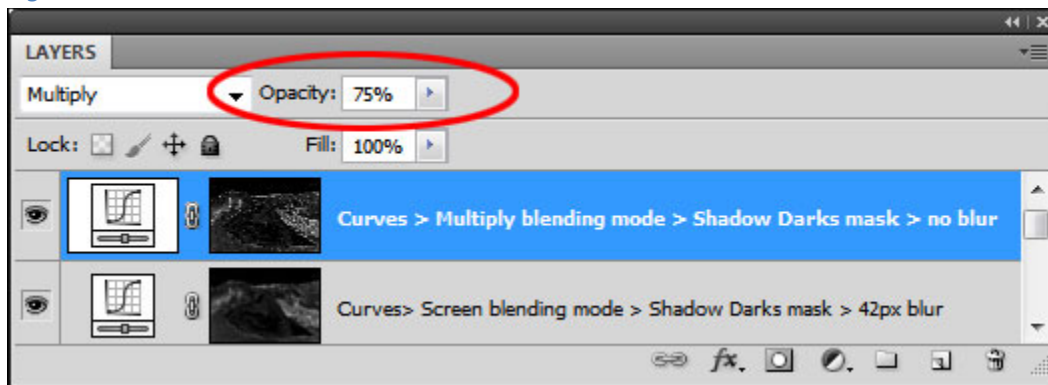 LAYERS
Multiply Opacity: 75%
Lock: Fill: 100%
Curves > Multiply blending mode > Shadow Darks mask > no blur
Curves> Screen blending mode > Shadow Darks mask > 42px blur
fx.